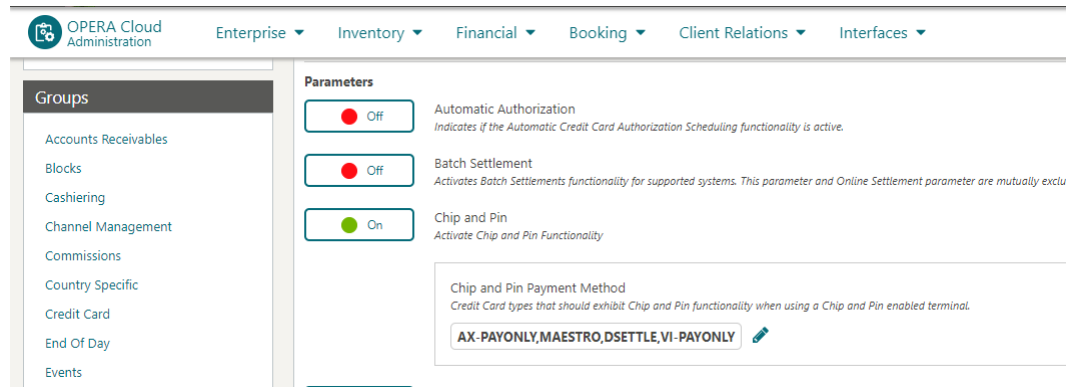 OPERA Cloud
Administration
Enterprise
Inventory
Financial
Booking
Client Relations
Interfaces
Groups
Accounts Receivables
Blocks
Cashiering
Channel Management
Commissions
Country Specific
Credit Card
End Of Day
Events
Parameters
Off
Automatic Authorization
Indicates if the Automatic Credit Card Authorization Scheduling functionality is active.
Off
Batch Settlement
Activates Batch Settlements functionality for supported systems. This parameter and Online Settlement parameter are mutually exclu
On
Chip and Pin
Activate Chip and Pin Functionality
Chip and Pin Payment Method
Credit Card types that should exhibit Chip and Pin functionality when using a Chip and Pin enabled terminal.
AX-PAYONLY,MAESTRO,DSETTLE,VI-PAYONLY